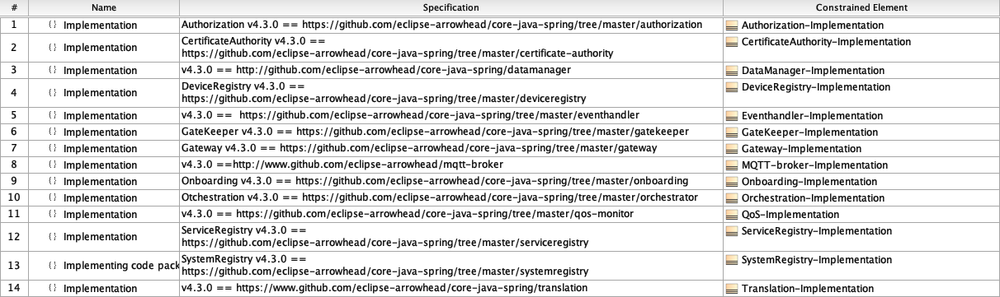 # Name Specification Constrained Element
1 {} Implementation Authorization v4.3.0 == https://github.com/eclipse-arrowhead/core-java-spring/tree/master/authorization Authorization-Implementation
2 {} Implementation CertificateAuthority v4.3.0 == CertificateAuthority-Implementation
https://github.com/eclipse-arrowhead/core-java-spring/tree/master/certificate-authority
3 {} Implementation v4.3.0 == http://github.com/eclipse-arrowhead/core-java-spring/datamanager DataManager-Implementation
4 {} Implementation DeviceRegistry v4.3.0 == DeviceRegistry-Implementation
https://github.com/eclipse-arrowhead/core-java-spring/tree/master/deviceregistry
5 {} Implementation v4.3.0 == https://github.com/eclipse-arrowhead/core-java-spring/tree/master/eventhandler Eventhandler-Implementation
6 {} Implementation GateKeeper v4.3.0 == https://github.com/eclipse-arrowhead/core-java-spring/tree/master/gatekeeper GateKeeper-Implementation
7 {} Implementation Gateway v4.3.0 == https://github.com/eclipse-arrowhead/core-java-spring/tree/master/gateway Gateway-Implementation
8 {} Implementation v4.3.0 ==http://www.github.com/eclipse-arrowhead/mqtt-broker MQTT-broker-Implementation
9 {} Implementation Onboarding v4.3.0 == https://github.com/eclipse-arrowhead/core-java-spring/tree/master/onboarding Onboarding-Implementation
10 {} Implementation Otchestration v4.3.0 == https://github.com/eclipse-arrowhead/core-java-spring/tree/master/orchestrator Orchestration-Implementation
11 {} Implementation v4.3.0 == https://github.com/eclipse-arrowhead/core-java-spring/tree/master/qos-monitor QoS-Implementation
12 {} Implementation ServiceRegistry v4.3.0 == ServiceRegistry-Implementation
https://github.com/eclipse-arrowhead/core-java-spring/tree/master/serviceregistry
13 {} Implementing code pack SystemRegistry v4.3.0 == SystemRegistry-Implementation
https://github.com/eclipse-arrowhead/core-java-spring/tree/master/systemregistry
14 {} Implementation v4.3.0 == https://www.github.com/eclipse-arrowhead/core-java-spring/translation Translation-Implementation